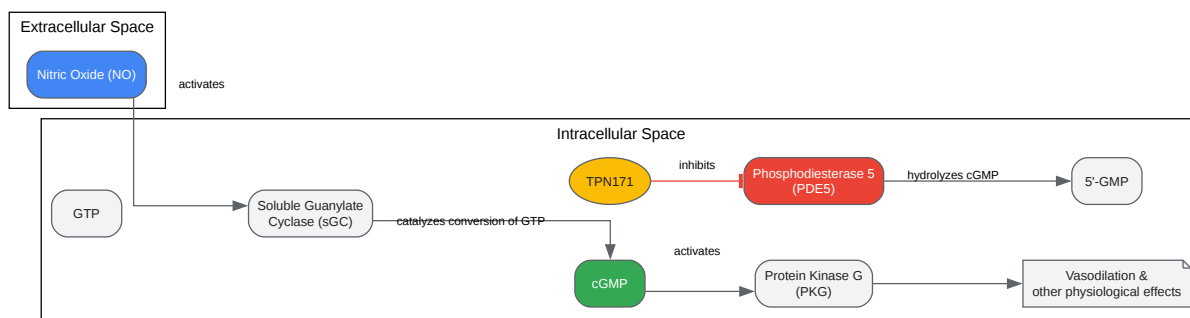 Extracellular Space
Nitric Oxide (NO)
activates
Intracellular Space
GTP
Soluble Guanylate
Cyclase (sGC)
catalyzes conversion of GTP
TPN171
inhibits
Phosphodiesterase 5
(PDE5)
hydrolyzes cGMP
5'-GMP
cGMP
activates
Protein Kinase G
(PKG)
Vasodilation &
other physiological effects